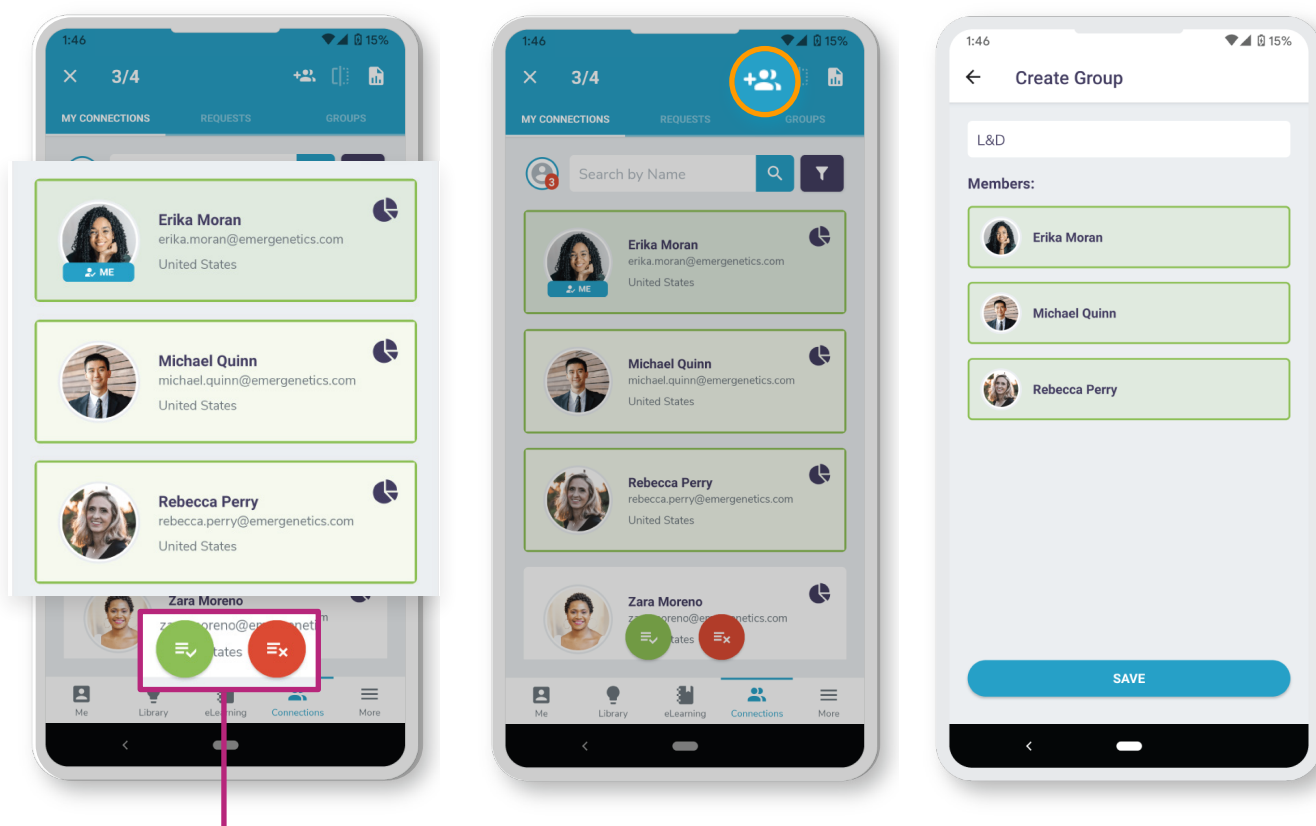 1:46
15%
3/4
MY CONNECTIONS
REQUESTS
GROUPS
Erika Moran
erika.moran@emergenetics.com
United States
ME
Michael Quinn
michael.quinn@emergenetics.com
United States
Rebecca Perry
rebecca.perry@emergenetics.com
United States
Zara Moreno
Me
Library
eLearning
Connections
More
1:46
15%
3/4
MY CONNECTIONS
REQUESTS
GROUPS
3
Search by Name
Erika Moran
erika.moran@emergenetics.com
United States
ME
Michael Quinn
michael.quinn@emergenetics.com
United States
Rebecca Perry
rebecca.perry@emergenetics.com
United States
Zara Moreno
Me
Library
eLearning
Connections
More
1:46
15%
Create Group
L&D
Members:
Erika Moran
Michael Quinn
Rebecca Perry
SAVE